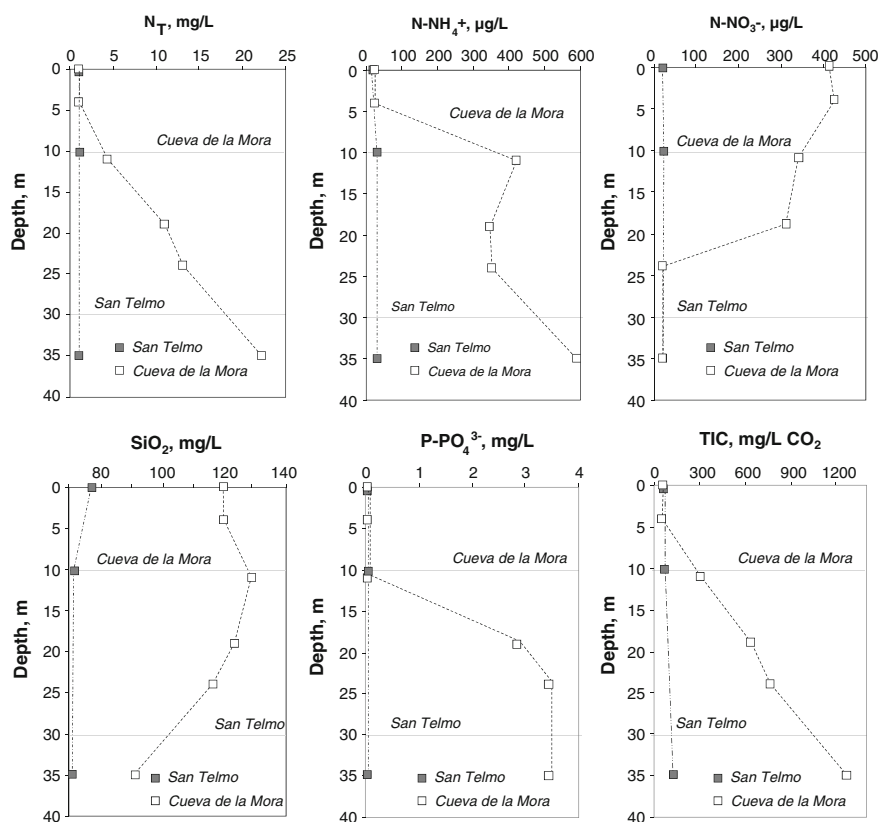 N_T, mg/L
0 5 10 15 20 25
0
5
10
15
20
25
30
35
40
Depth, m
Cueva de la Mora
San Telmo
San Telmo
Cueva de la Mora
N-NH₄+, µg/L
0 100 200 300 400 500 600
0
5
10
15
20
25
30
35
40
Depth, m
Cueva de la Mora
San Telmo
San Telmo
Cueva de la Mora
N-NO₃-, µg/L
0 100 200 300 400 500
0
5
10
15
20
25
30
35
40
Depth, m
Cueva de la Mora
San Telmo
San Telmo
Cueva de la Mora
SiO₂, mg/L
80 100 120 140
0
5
10
15
20
25
30
35
40
Depth, m
Cueva de la Mora
San Telmo
San Telmo
Cueva de la Mora
P-PO₄³⁻, mg/L
0 1 2 3 4
0
5
10
15
20
25
30
35
40
Depth, m
Cueva de la Mora
San Telmo
San Telmo
Cueva de la Mora
TIC, mg/L CO₂
0 300 600 900 1200
0
5
10
15
20
25
30
35
40
Depth, m
Cueva de la Mora
San Telmo
San Telmo
Cueva de la Mora